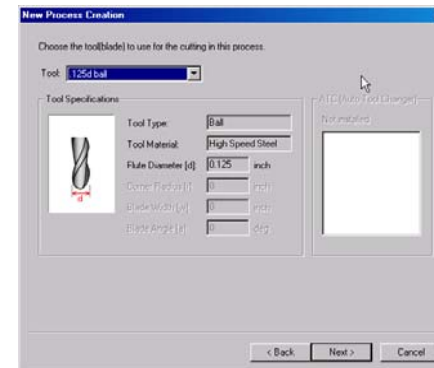 New Process Creation
Choose the tool(blade) to use for the cutting in this process.
Tool: .125d ball
Tool Specifications
ATC (Auto Tool Changer)
Not installed
Tool Type: Ball
Tool Material: High Speed Steel
Flute Diameter [d]: 0.125 inch
Corner Radius [r] 0 inch
Blade Width [w] 0 inch
Blade Angle [a] 0 deg
d
< Back
Next >
Cancel